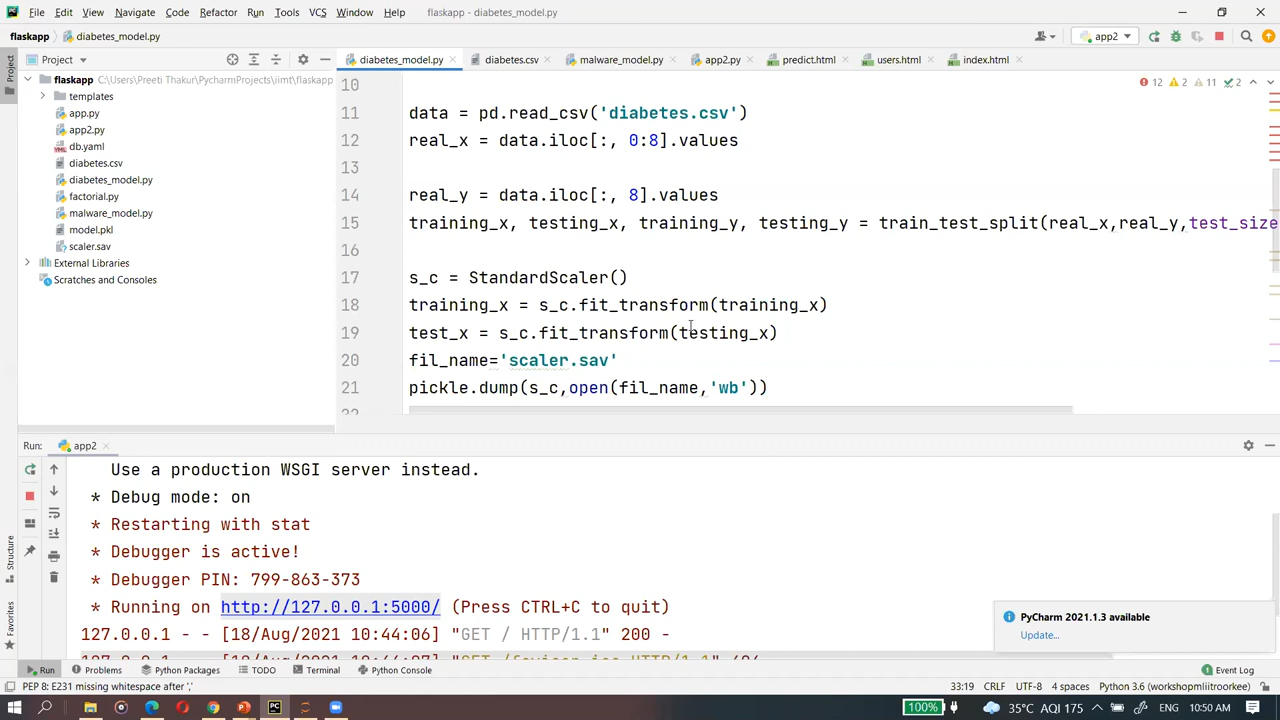 File Edit View Navigate Code Refactor Run Tools VCS Window Help flaskapp - diabetes_model.py
flaskapp diabetes_model.py app2
Project
diabetes_model.py diabetes.csv malware_model.py app2.py predict.html users.html index.html
flaskapp C:\Users\Preeti Thakur\PycharmProjects\iimt\flaskapp
templates
app.py
app2.py
db.yaml
diabetes.csv
diabetes_model.py
factorial.py
malware_model.py
model.pkl
scaler.sav
External Libraries
Scratches and Consoles
12 2 11 2
10
11 data = pd.read_csv('diabetes.csv')
12 real_x = data.iloc[:, 0:8].values
13
14 real_y = data.iloc[:, 8].values
15 training_x, testing_x, training_y, testing_y = train_test_split(real_x,real_y,test_size
16
17 s_c = StandardScaler()
18 training_x = s_c.fit_transform(training_x)
19 test_x = s_c.fit_transform(testing_x)
20 fil_name='scaler.sav'
21 pickle.dump(s_c,open(fil_name,'wb'))
Project
Structure
Favorites
Run: app2
Use a production WSGI server instead.
* Debug mode: on
* Restarting with stat
* Debugger is active!
* Debugger PIN: 799-863-373
* Running on http://127.0.0.1:5000/ (Press CTRL+C to quit)
127.0.0.1 - - [18/Aug/2021 10:44:06] "GET / HTTP/1.1" 200 -
PyCharm 2021.1.3 available
Update...
Run Problems Python Packages TODO Terminal Python Console Event Log
PEP 8: E231 missing whitespace after ',' 33:19 CRLF UTF-8 4 spaces Python 3.6 (workshopmliitroorkee)
100% 35°C AQI 175 ENG 10:50 AM